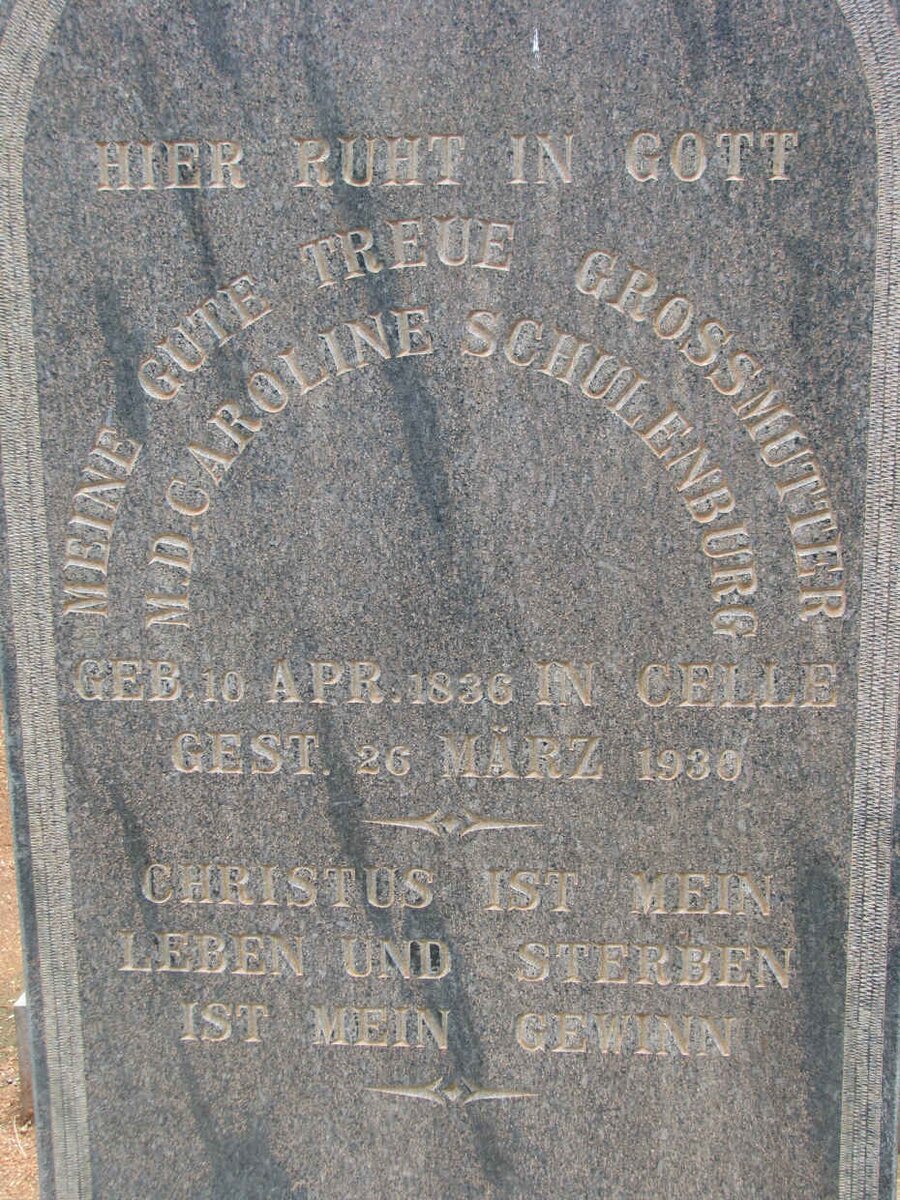 HIER RUHT IN GOTT
MEINE GUTE TREUE GROSSMUTTER
M.D. CAROLINE SCHULENBURG
GEB. 10 APR. 1836 IN CELLE
GEST. 26 MÄRZ 1930
CHRISTUS IST MEIN
LEBEN UND STERBEN
IST MEIN GEWINN